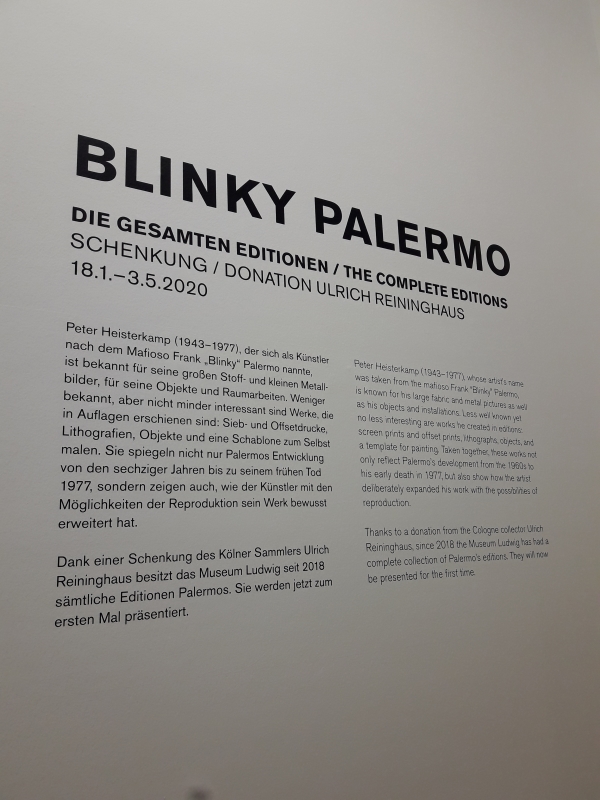 BLINKY PALERMO
DIE GESAMTEN EDITIONEN / THE COMPLETE EDITIONS
SCHENKUNG / DONATION ULRICH REININGHAUS
18.1.–3.5.2020
Peter Heisterkamp (1943–1977), der sich als Künstler
nach dem Mafioso Frank „Blinky“ Palermo nannte,
ist bekannt für seine großen Stoff- und kleinen Metall-
bilder, für seine Objekte und Raumarbeiten. Weniger
bekannt, aber nicht minder interessant sind Werke, die
in Auflagen erschienen sind: Sieb- und Offsetdrucke,
Lithografien, Objekte und eine Schablone zum Selbst
malen. Sie spiegeln nicht nur Palermos Entwicklung
von den sechziger Jahren bis zu seinem frühen Tod
1977, sondern zeigen auch, wie der Künstler mit den
Möglichkeiten der Reproduktion sein Werk bewusst
erweitert hat.
Dank einer Schenkung des Kölner Sammlers Ulrich
Reininghaus besitzt das Museum Ludwig seit 2018
sämtliche Editionen Palermos. Sie werden jetzt zum
ersten Mal präsentiert.
Peter Heisterkamp (1943–1977), whose artist's name
was taken from the mafioso Frank "Blinky" Palermo,
is known for his large fabric and metal pictures as well
as his objects and installations. Less well known yet
no less interesting are works he created in editions:
screen prints and offset prints, lithographs, objects, and
a template for painting. Taken together, these works not
only reflect Palermo's development from the 1960s to
his early death in 1977, but also show how the artist
deliberately expanded his work with the possibilities of
reproduction.
Thanks to a donation from the Cologne collector Ulrich
Reininghaus, since 2018 the Museum Ludwig has had a
complete collection of Palermo's editions. They will now
be presented for the first time.